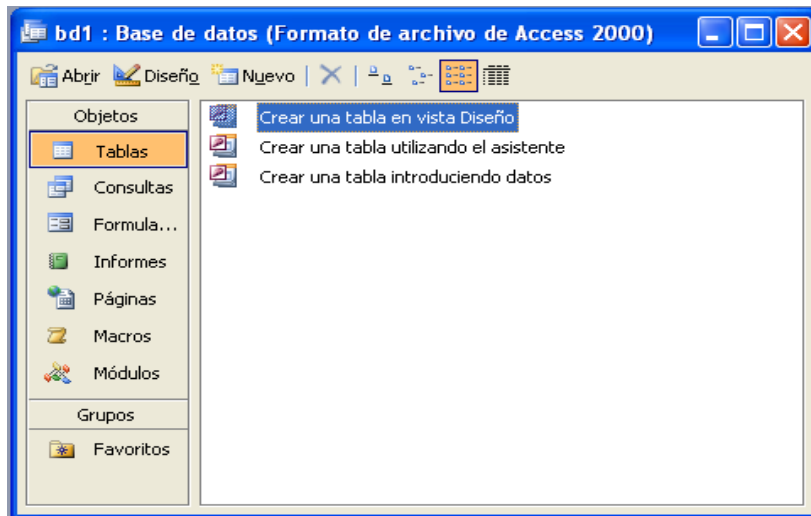 bd1 : Base de datos (Formato de archivo de Access 2000)
Abrir Diseño Nuevo
Objetos
Tablas
Consultas
Formula...
Informes
Páginas
Macros
Módulos
Grupos
Favoritos
Crear una tabla en vista Diseño
Crear una tabla utilizando el asistente
Crear una tabla introduciendo datos